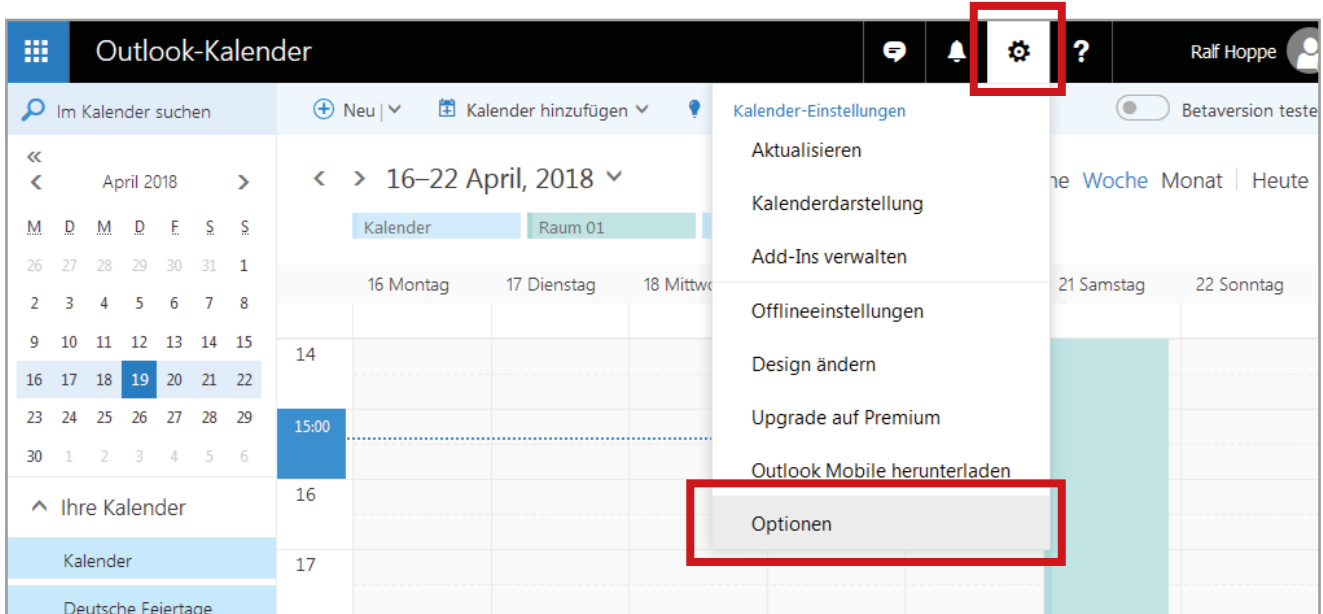 Outlook-Kalender
?
Ralf Hoppe
Im Kalender suchen
Neu |
Kalender hinzufügen
Kalender-Einstellungen
Betaversion teste
Aktualisieren
Kalenderdarstellung
Add-Ins verwalten
Offlineeinstellungen
Design ändern
Upgrade auf Premium
Outlook Mobile herunterladen
Optionen
April 2018
M D M D F S S
26 27 28 29 30 31 1
2 3 4 5 6 7 8
9 10 11 12 13 14 15
16 17 18 19 20 21 22
23 24 25 26 27 28 29
30 1 2 3 4 5 6
Ihre Kalender
Kalender
Deutsche Feiertage
16–22 April, 2018
ne Woche Monat | Heute
Kalender
Raum 01
16 Montag
17 Dienstag
18 Mittwo
21 Samstag
22 Sonntag
14
15:00
16
17